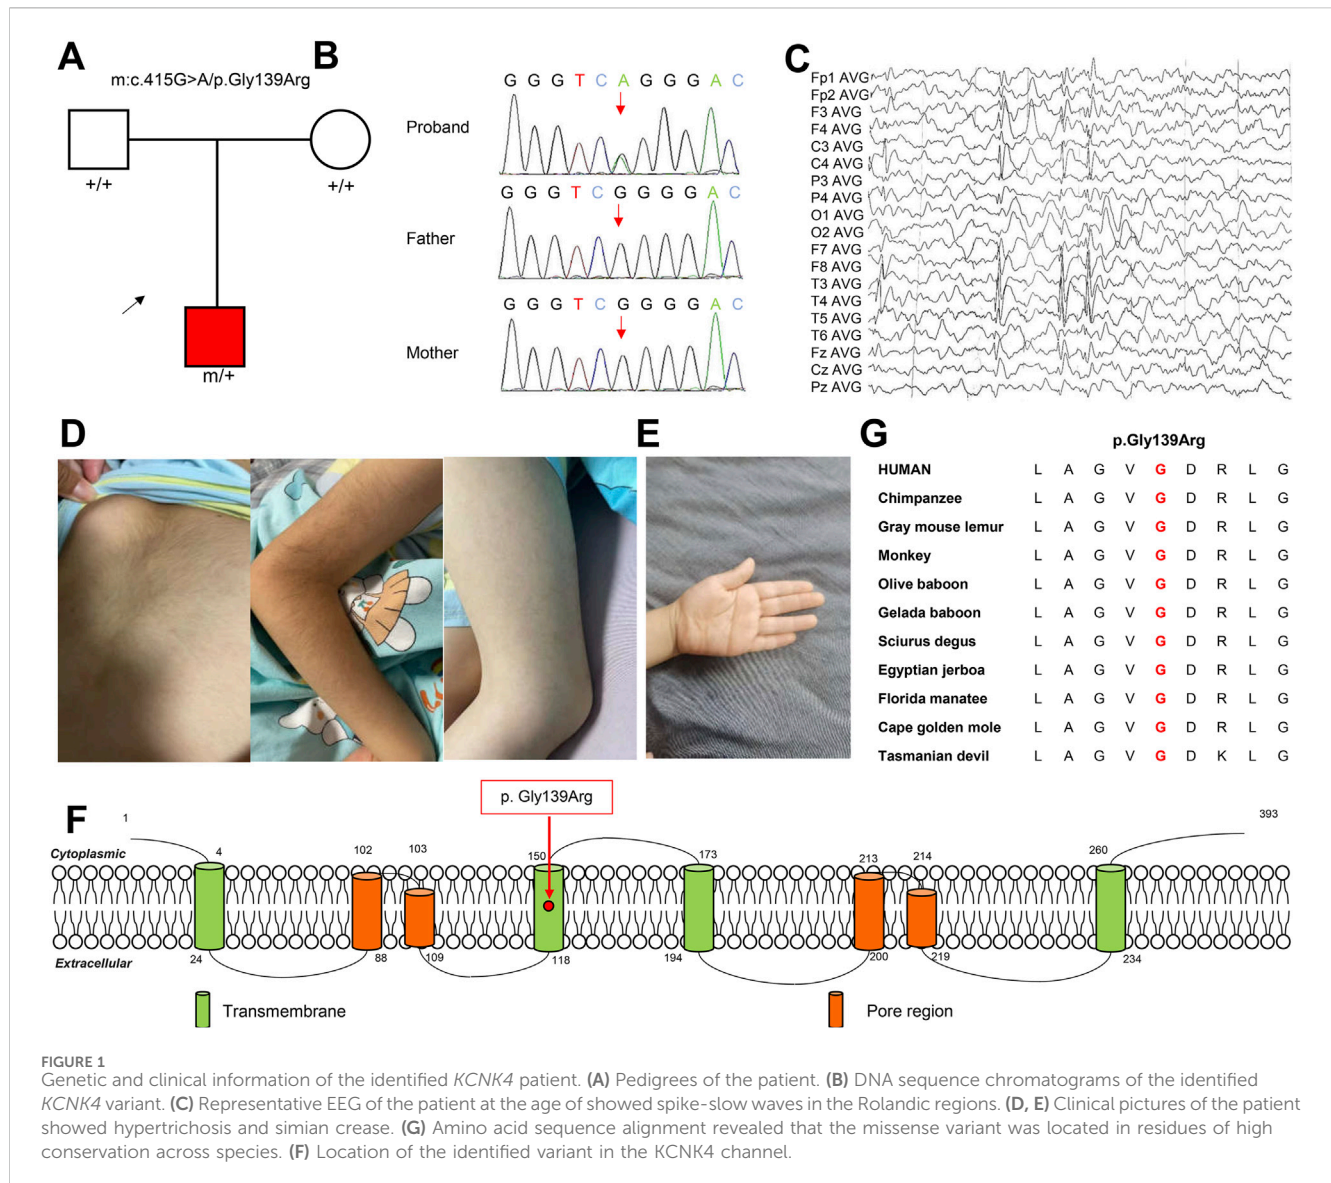 A
m:c.415G>A/p.Gly139Arg
+/+
+/+
m/+
B
G G G T C A G G G A C
Proband
G G G T C G G G G A C
Father
G G G T C G G G G A C
Mother
C
Fp1 AVG
Fp2 AVG
F3 AVG
F4 AVG
C3 AVG
C4 AVG
P3 AVG
P4 AVG
O1 AVG
O2 AVG
F7 AVG
F8 AVG
T3 AVG
T4 AVG
T5 AVG
T6 AVG
Fz AVG
Cz AVG
Pz AVG
D
E
G
p.Gly139Arg
HUMAN L A G V G D R L G
Chimpanzee L A G V G D R L G
Gray mouse lemur L A G V G D R L G
Monkey L A G V G D R L G
Olive baboon L A G V G D R L G
Gelada baboon L A G V G D R L G
Sciurus degus L A G V G D R L G
Egyptian jerboa L A G V G D R L G
Florida manatee L A G V G D R L G
Cape golden mole L A G V G D R L G
Tasmanian devil L A G V G D K L G
p. Gly139Arg
F
1 393
Cytoplasmic 4 102 103 150 173 213 214 260
Extracellular 24 88 109 118 194 200 219 234
Transmembrane Pore region
FIGURE 1
Genetic and clinical information of the identified KCNK4 patient. (A) Pedigrees of the patient. (B) DNA sequence chromatograms of the identified
KCNK4 variant. (C) Representative EEG of the patient at the age of showed spike-slow waves in the Rolandic regions. (D, E) Clinical pictures of the patient
showed hypertrichosis and simian crease. (G) Amino acid sequence alignment revealed that the missense variant was located in residues of high
conservation across species. (F) Location of the identified variant in the KCNK4 channel.